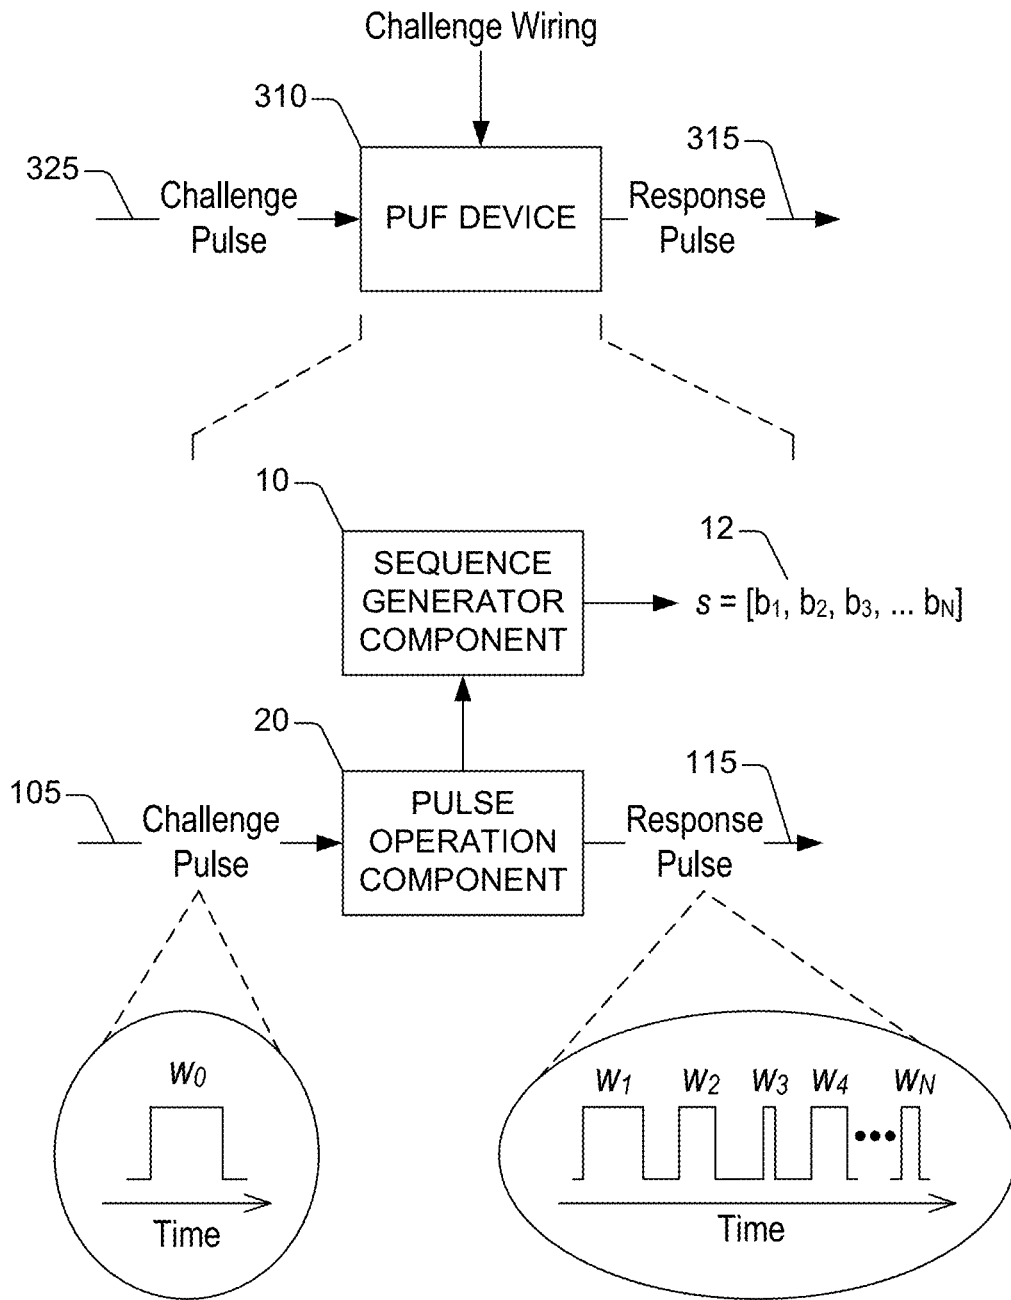 Challenge Wiring
310
325
315
Challenge
Pulse
PUF DEVICE
Response
Pulse
10
12
SEQUENCE
GENERATOR
COMPONENT
s = [b1, b2, b3, ... bN]
20
105
115
Challenge
Pulse
PULSE
OPERATION
COMPONENT
Response
Pulse
W0
Time
W1 W2 W3 W4 WN
Time